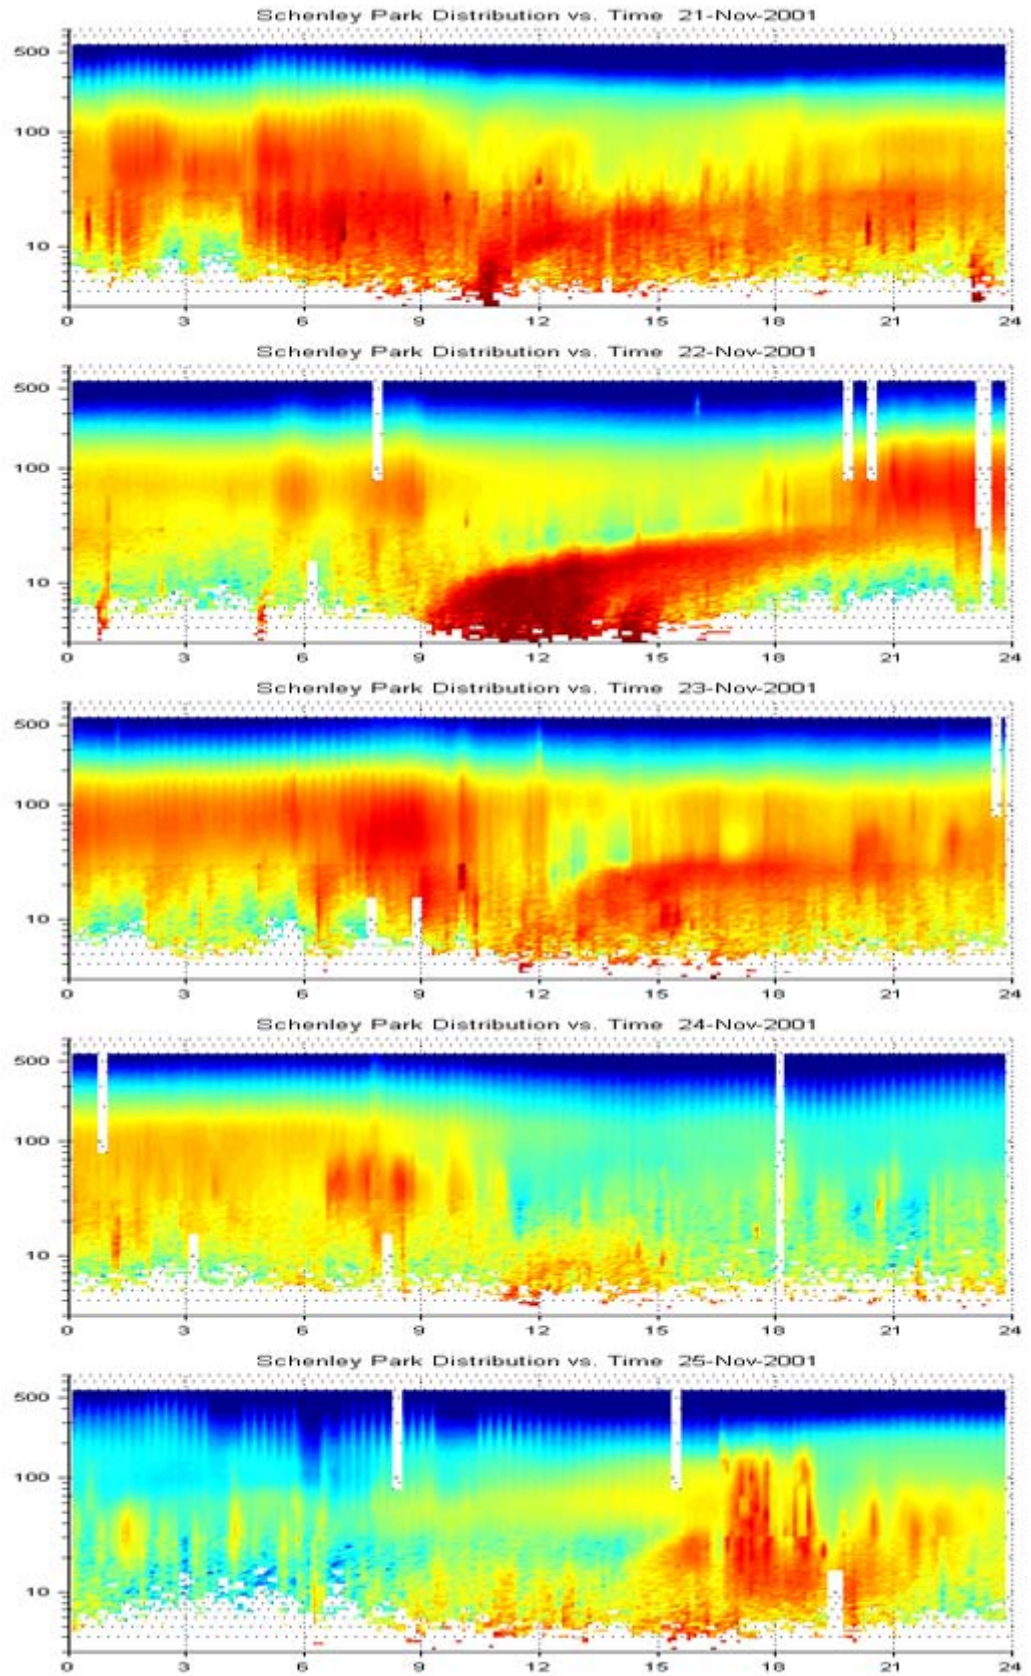 Schenley Park Distribution vs. Time 21-Nov-2001
500
100
10
0 3 6 9 12 15 18 21 24
Schenley Park Distribution vs. Time 22-Nov-2001
500
100
10
0 3 6 9 12 15 18 21 24
Schenley Park Distribution vs. Time 23-Nov-2001
500
100
10
0 3 6 9 12 15 18 21 24
Schenley Park Distribution vs. Time 24-Nov-2001
500
100
10
0 3 6 9 12 15 18 21 24
Schenley Park Distribution vs. Time 25-Nov-2001
500
100
10
0 3 6 9 12 15 18 21 24